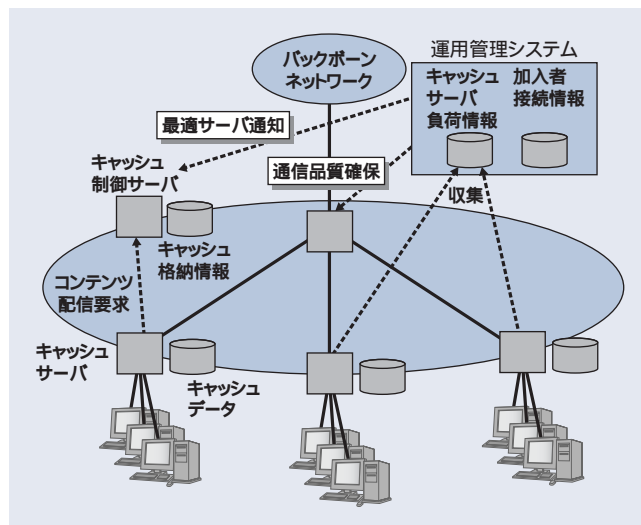 バックボーン
ネットワーク
運用管理システム
キャッシュ
サーバ
負荷情報
加入者
接続情報
最適サーバ通知
キャッシュ
制御サーバ
通信品質確保
収集
キャッシュ
格納情報
コンテンツ
配信要求
キャッシュ
サーバ
キャッシュ
データ